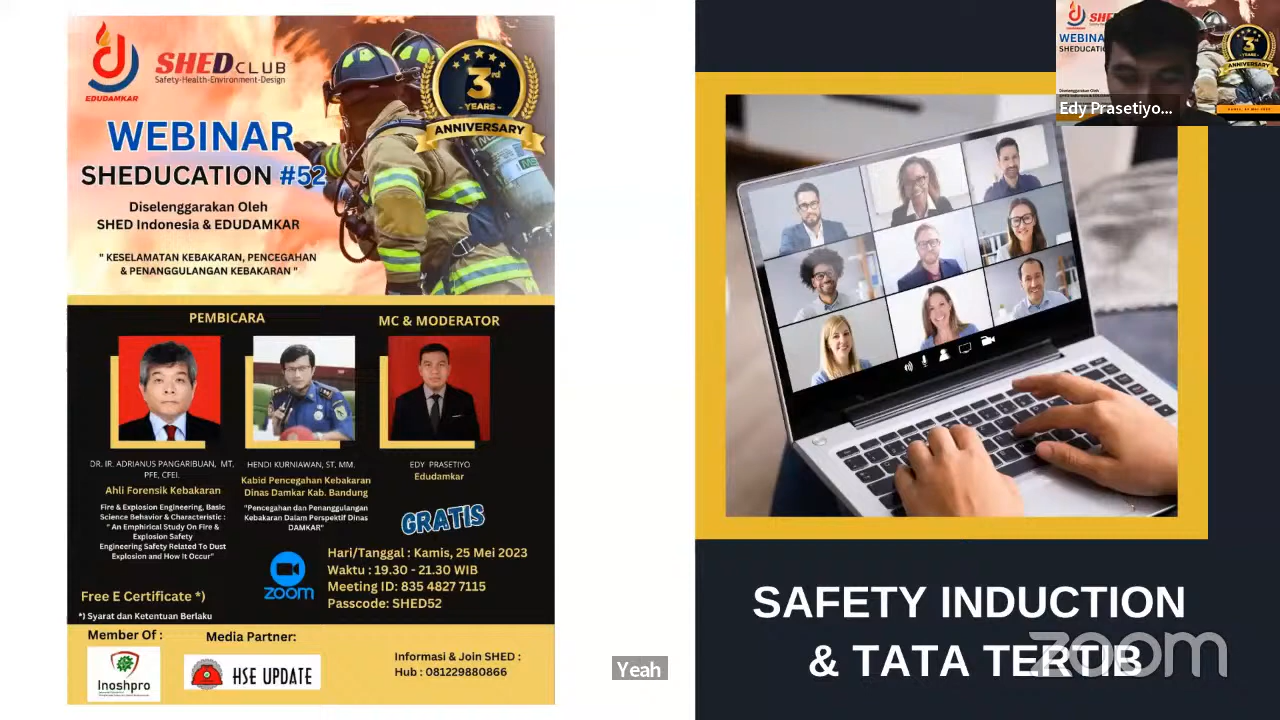 EDUDAMKAR
SHED CLUB
Safety-Health-Environment-Design
3rd
- YEARS -
ANNIVERSARY
WEBINAR
SHEDUCATION #52
Diselenggarakan Oleh
SHED Indonesia & EDUDAMKAR
" KESELAMATAN KEBAKARAN, PENCEGAHAN
& PENANGGULANGAN KEBAKARAN "
PEMBICARA
MC & MODERATOR
DR. IR. ADRIANUS PANGARIBUAN, MT,
PFE, CFEI.
Ahli Forensik Kebakaran
Fire & Explosion Engineering, Basic
Science Behavior & Characteristic :
" An Emphirical Study On Fire &
Explosion Safety
Engineering Safety Related To Dust
Explosion and How It Occur"
HENDI KURNIAWAN, ST, MM.
Kabid Pencegahan Kebakaran
Dinas Damkar Kab. Bandung
"Pencegahan dan Penanggulangan
Kebakaran Dalam Perspektif Dinas
DAMKAR"
EDY PRASETIYO
Edudamkar
GRATIS
zoom
Hari/Tanggal : Kamis, 25 Mei 2023
Waktu : 19.30 - 21.30 WIB
Meeting ID: 835 4827 7115
Passcode: SHED52
Free E Certificate *)
*) Syarat dan Ketentuan Berlaku
Member Of :
Inoshpro
Media Partner:
HSE UPDATE
Informasi & Join SHED :
Hub : 081229880866
Yeah
Edy Prasetiyo...
3rd
YEARS
ANNIVERSARY
SAFETY INDUCTION
& TATA TERTIB
zoom